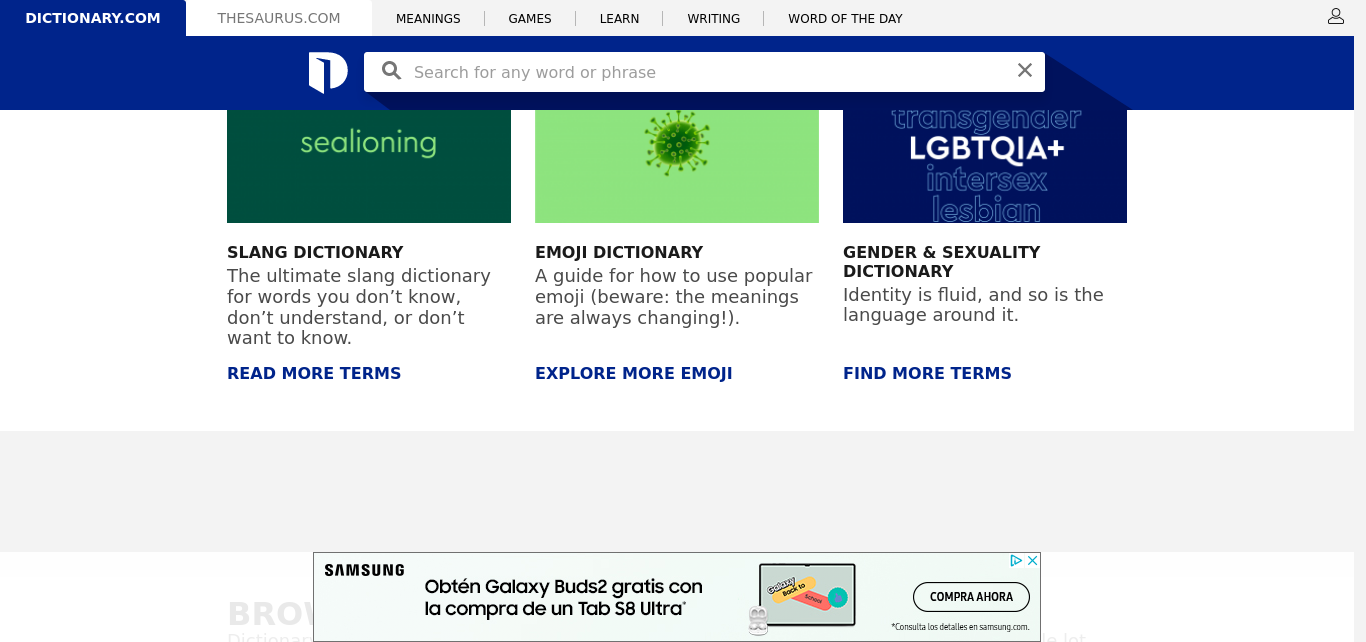 DICTIONARY.COM
THESAURUS.COM
MEANINGS
GAMES
LEARN
WRITING
WORD OF THE DAY
Search for any word or phrase
sealioning
transgender
LGBTQIA+
intersex
lesbian
SLANG DICTIONARY
The ultimate slang dictionary
for words you don’t know,
don’t understand, or don’t
want to know.
READ MORE TERMS
EMOJI DICTIONARY
A guide for how to use popular
emoji (beware: the meanings
are always changing!).
EXPLORE MORE EMOJI
GENDER & SEXUALITY
DICTIONARY
Identity is fluid, and so is the
language around it.
FIND MORE TERMS
SAMSUNG
Obtén Galaxy Buds2 gratis con
la compra de un Tab S8 Ultra*
Galaxy
Back to
School
COMPRA AHORA
*Consulta los detalles en samsung.com.
lot